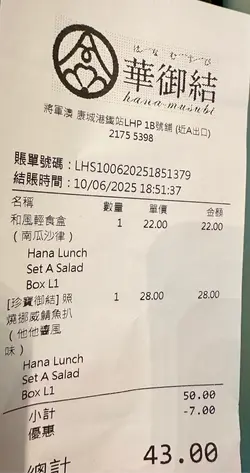 はなむすび
華御結
hana-musubi
將軍澳 康城港鐵站LHP 1B號鋪 (近A出口)
2175 5398
賬單號碼：LHS100620251851379
結賬時間：10/06/2025 18:51:37
名稱 數量 單價 金額
和風輕食盒 1 22.00 22.00
（南瓜沙律）
Hana Lunch
Set A Salad
Box L1
[珍寶御結] 照 1 28.00 28.00
燒挪威鯖魚扒
（他他醬風
味）
Hana Lunch
Set A Salad
Box L1
小計 50.00
優惠 -7.00
總計 43.00